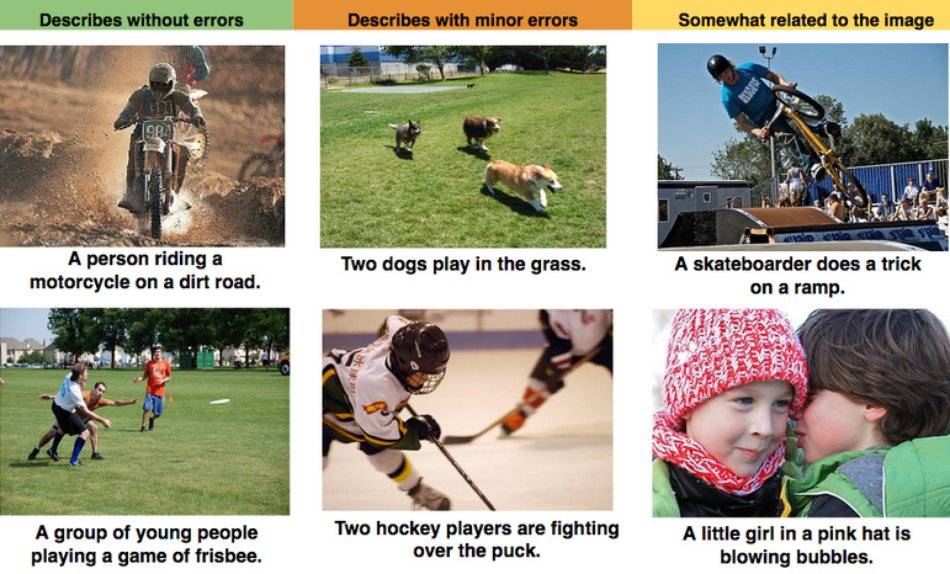 Describes without errors
Describes with minor errors
Somewhat related to the image
98
A person riding a
motorcycle on a dirt road.
Two dogs play in the grass.
A skateboarder does a trick
on a ramp.
A group of young people
playing a game of frisbee.
Two hockey players are fighting
over the puck.
A little girl in a pink hat is
blowing bubbles.